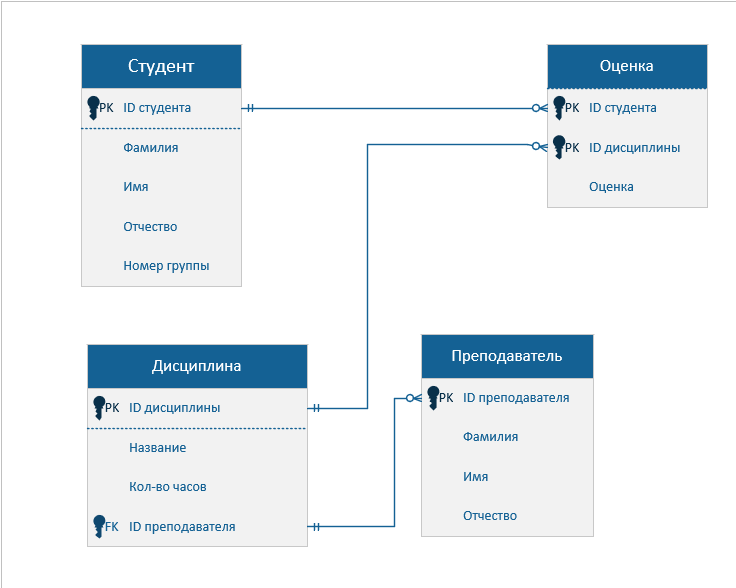 Студент
PK ID студента
Фамилия
Имя
Отчество
Номер группы
Оценка
PK ID студента
PK ID дисциплины
Оценка
Дисциплина
PK ID дисциплины
Название
Кол-во часов
FK ID преподавателя
Преподаватель
PK ID преподавателя
Фамилия
Имя
Отчество